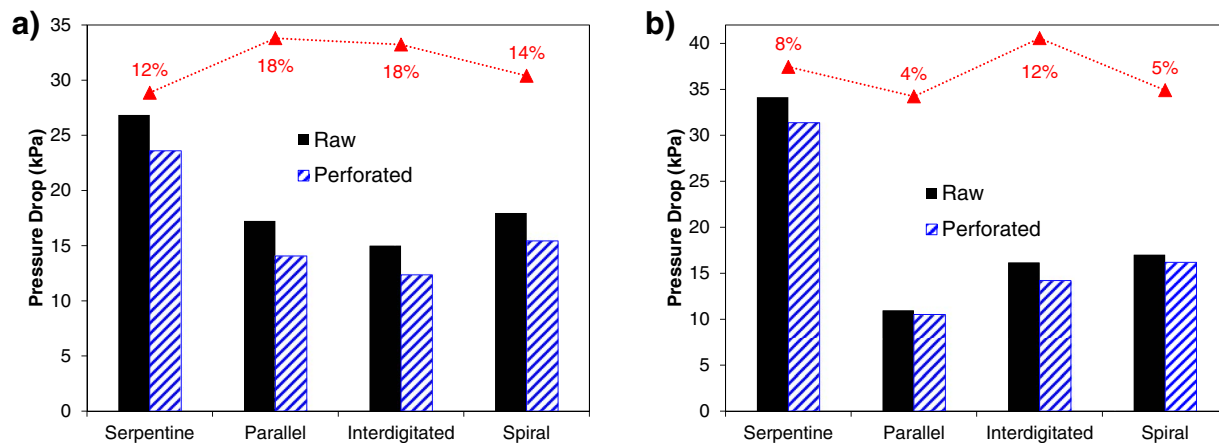 a)
Pressure Drop (kPa)
35
30
25
20
15
10
5
0
12%
18%
18%
14%
Raw
Perforated
Serpentine Parallel Interdigitated Spiral
b)
Pressure Drop (kPa)
40
35
30
25
20
15
10
5
0
8%
4%
12%
5%
Raw
Perforated
Serpentine Parallel Interdigitated Spiral